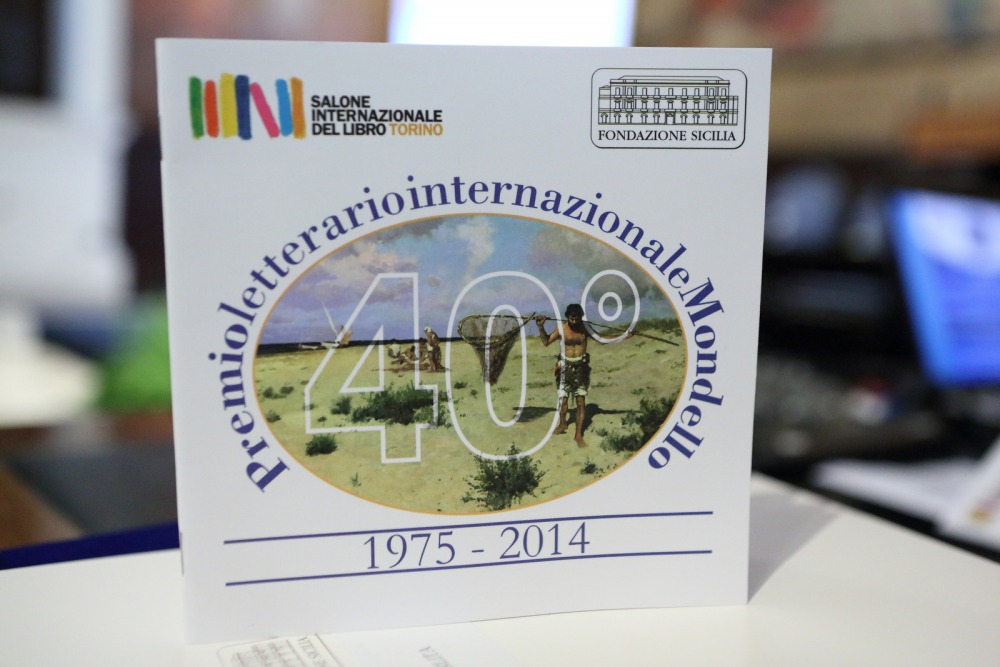 SALONE
INTERNAZIONALE
DEL LIBRO TORINO
FONDAZIONE SICILIA
PremioletterariointernazionaleMondello
40°
1975 - 2014